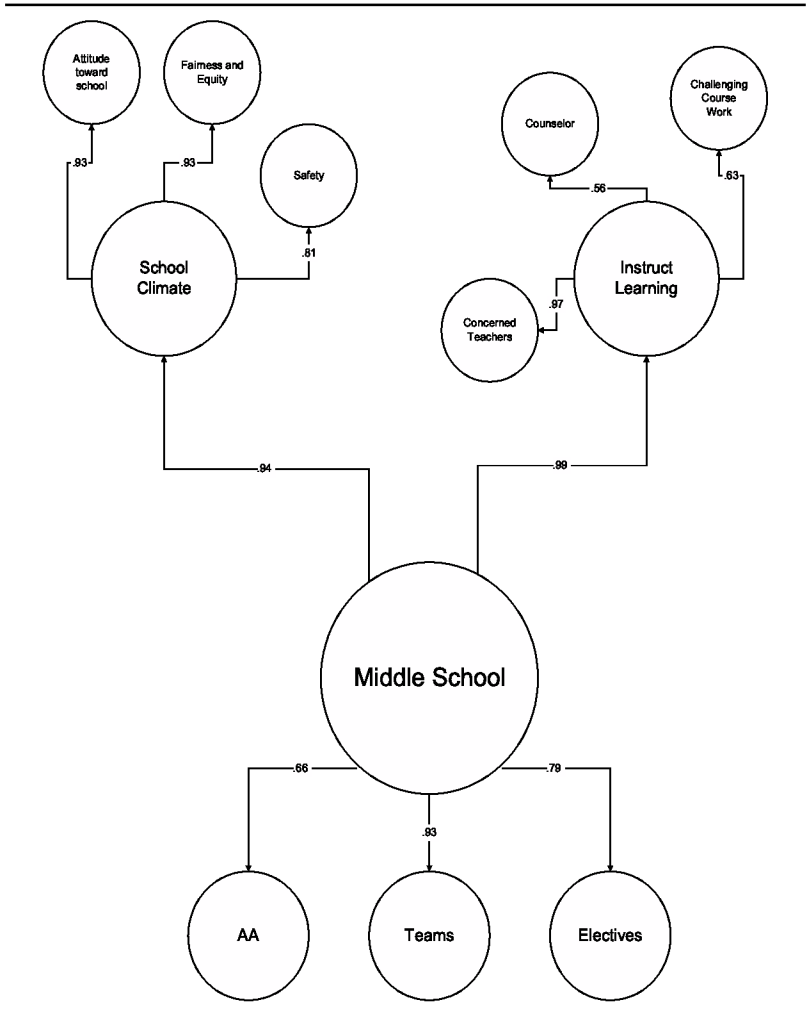 Attitude
toward
school
Fairness and
Equity
Counselor
Challenging
Course
Work
.93
.93
Safety
.56
.63
.81
School
Climate
Instruct
Learning
.97
Concerned
Teachers
.94
.99
Middle School
.66
.79
.93
AA
Teams
Electives